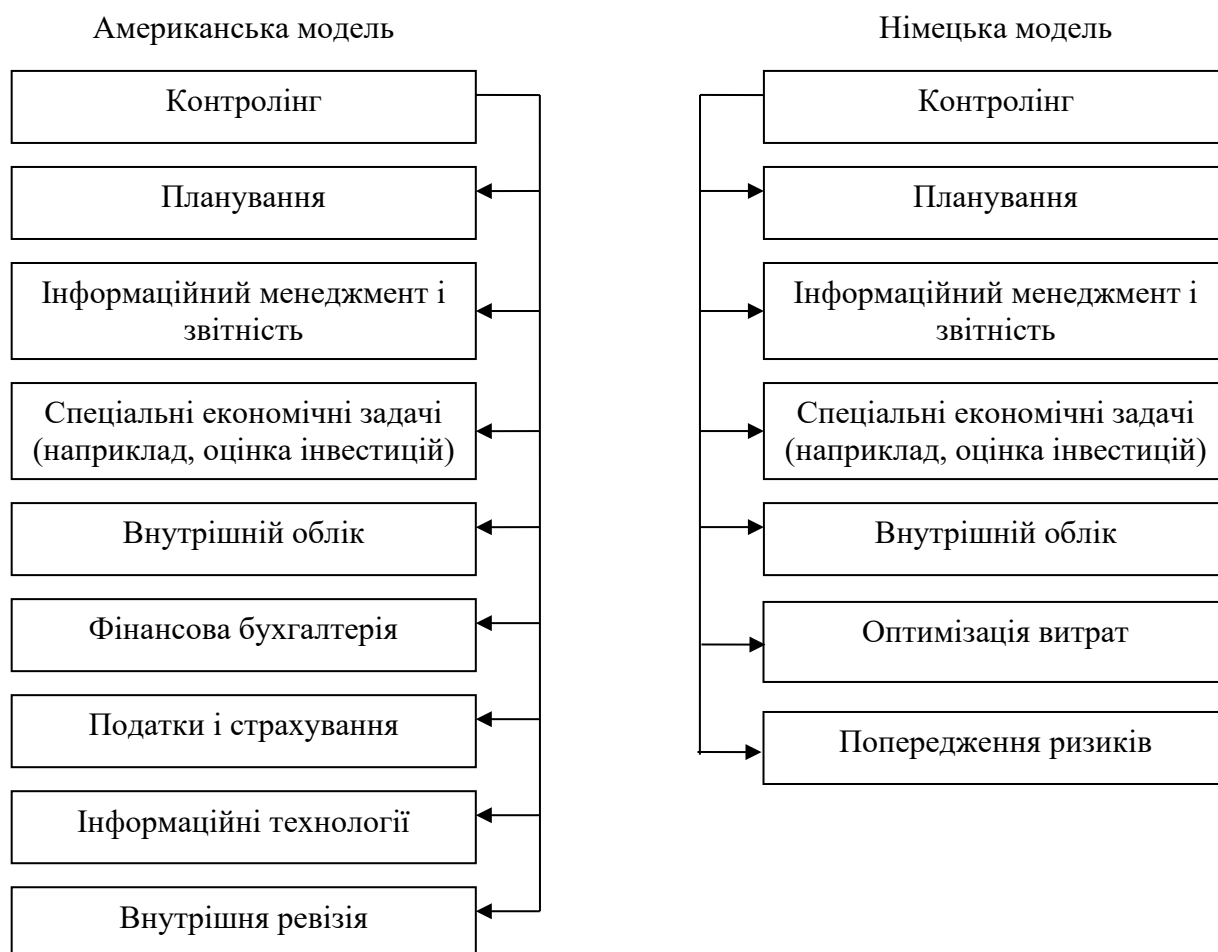 Американська модель
Контролінг
Планування
Інформаційний менеджмент і
звітність
Спеціальні економічні задачі
(наприклад, оцінка інвестицій)
Внутрішній облік
Фінансова бухгалтерія
Податки і страхування
Інформаційні технології
Внутрішня ревізія
Німецька модель
Контролінг
Планування
Інформаційний менеджмент і
звітність
Спеціальні економічні задачі
(наприклад, оцінка інвестицій)
Внутрішній облік
Оптимізація витрат
Попередження ризиків